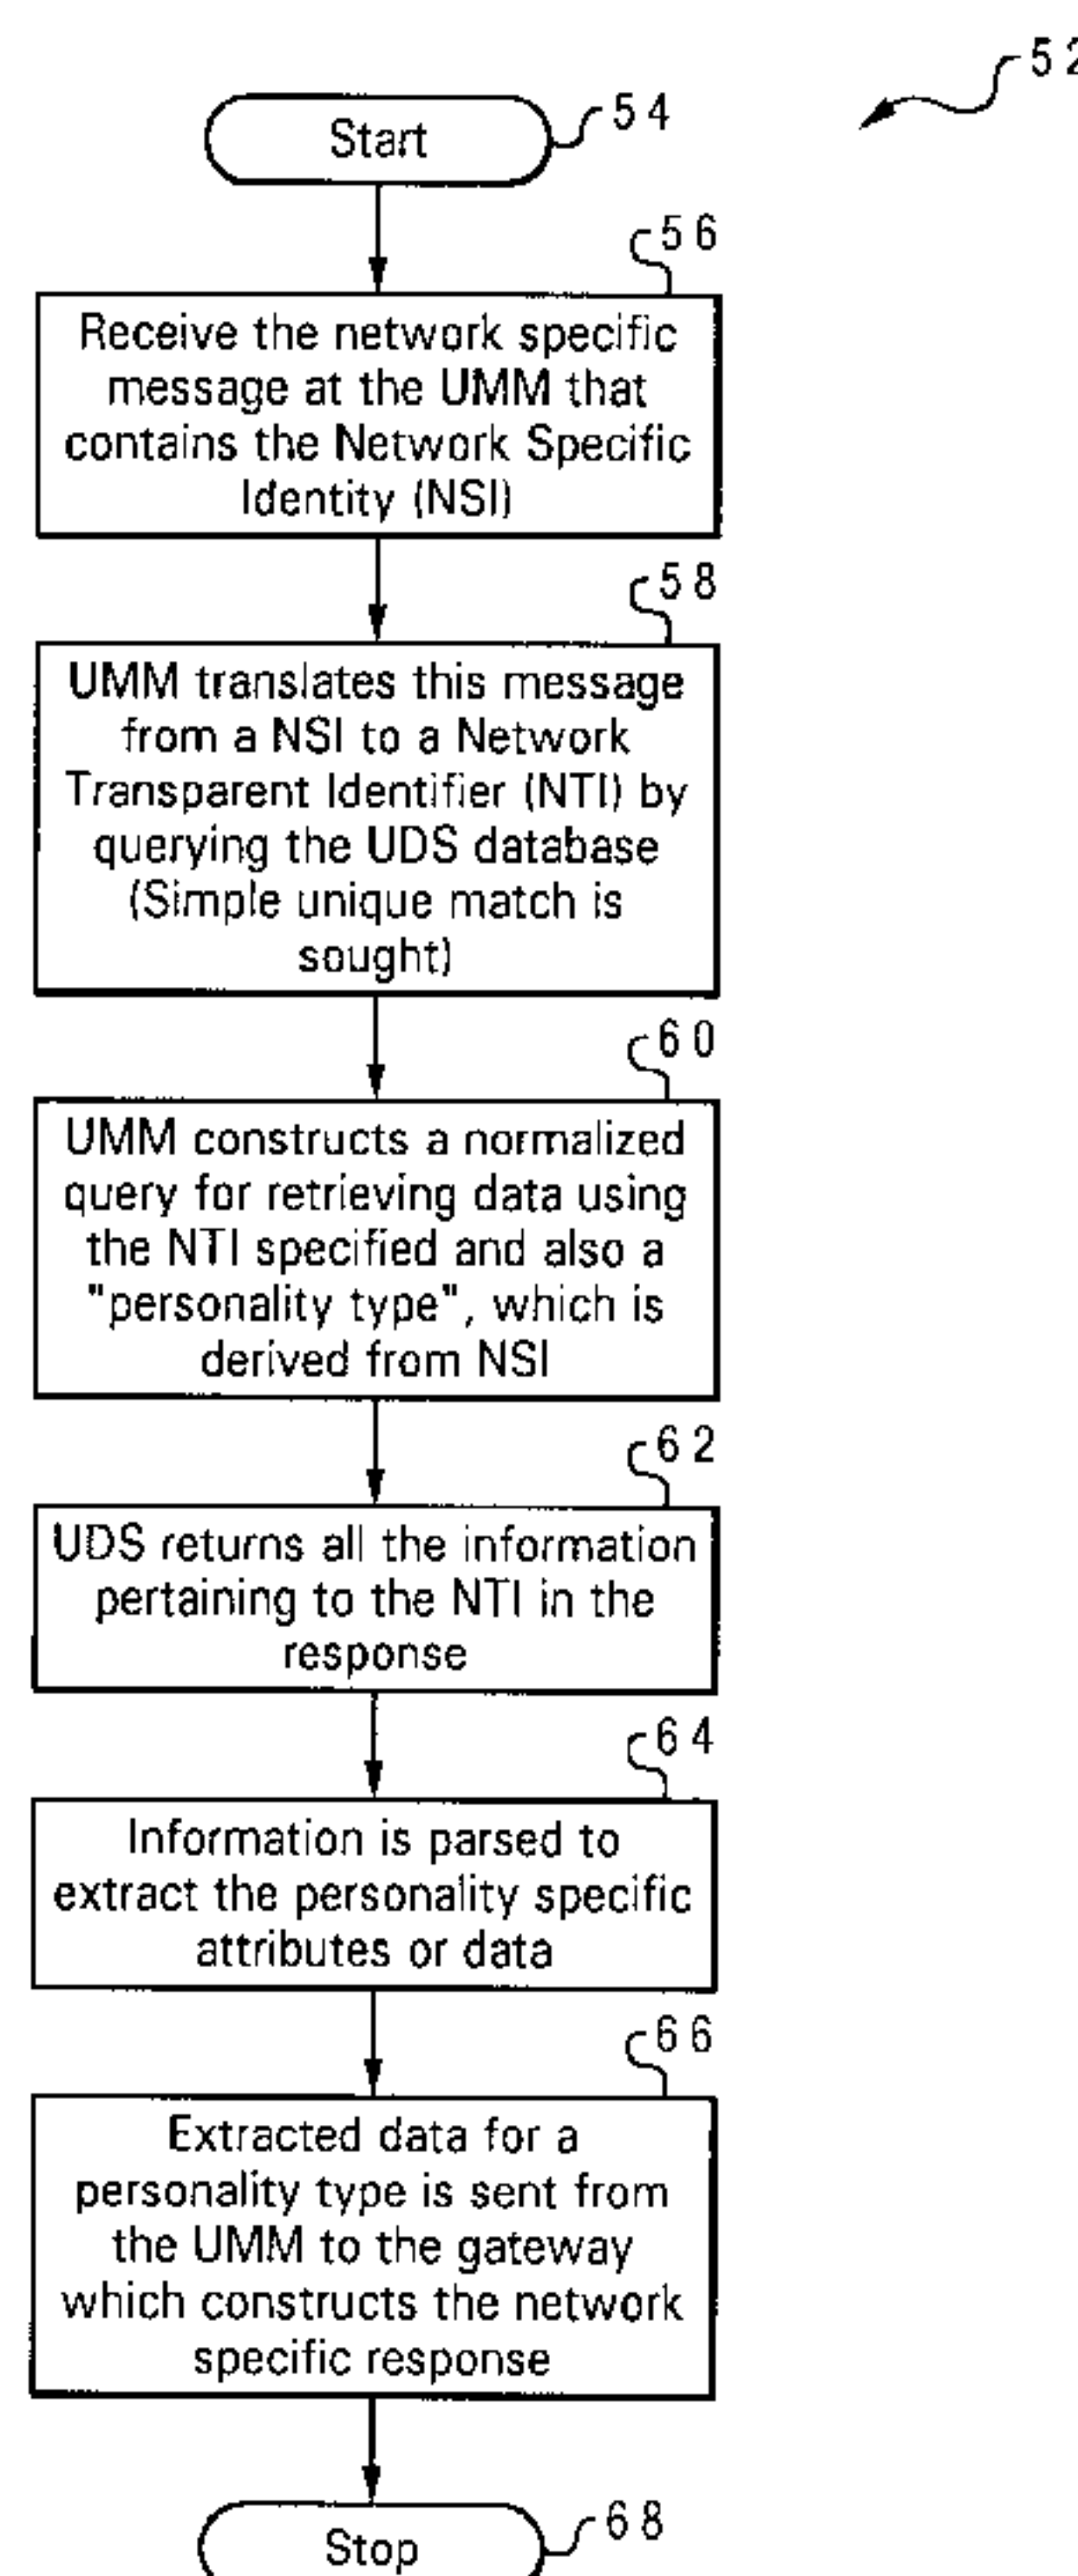 52
Start
54
56
Receive the network specific
message at the UMM that
contains the Network Specific
Identity (NSI)
58
UMM translates this message
from a NSI to a Network
Transparent Identifier (NTI) by
querying the UDS database
(Simple unique match is
sought)
60
UMM constructs a normalized
query for retrieving data using
the NTI specified and also a
"personality type", which is
derived from NSI
62
UDS returns all the information
pertaining to the NTI in the
response
64
Information is parsed to
extract the personality specific
attributes or data
66
Extracted data for a
personality type is sent from
the UMM to the gateway
which constructs the network
specific response
Stop
68